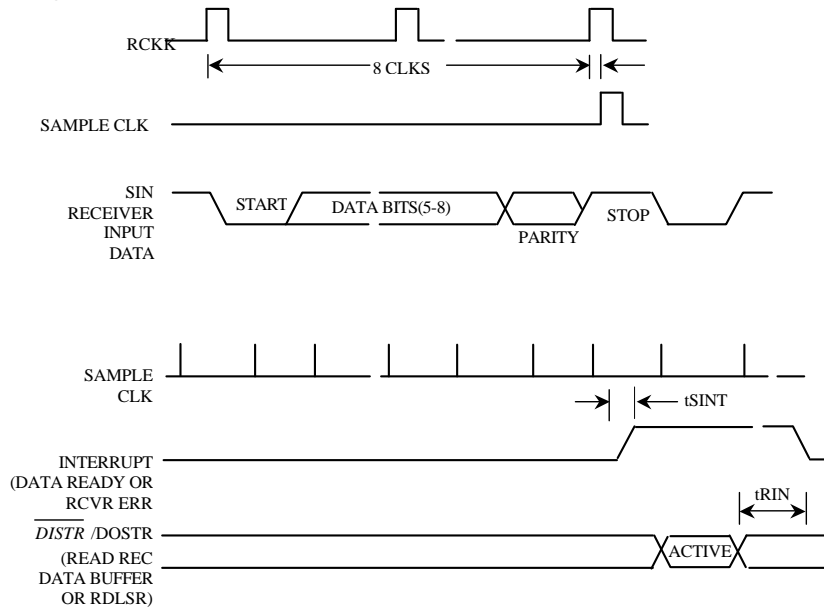 RCKK
8 CLKS
SAMPLE CLK
SIN
RECEIVER
INPUT
DATA
START
DATA BITS(5-8)
PARITY
STOP
SAMPLE
CLK
tSINT
INTERRUPT
(DATA READY OR
RCVR ERR
tRIN
DISTR /DOSTR
(READ REC
DATA BUFFER
OR RDLSR)
ACTIVE